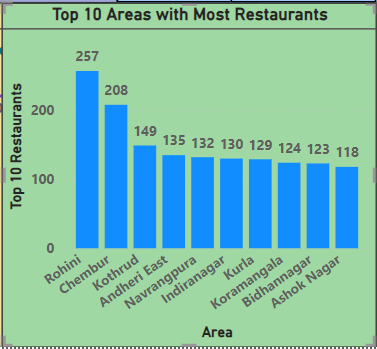 Top 10 Areas with Most Restaurants
257
208
149
135
132
130
129
124
123
118
200
100
0
Top 10 Restaurants
Rohini
Chembur
Kothrud
Andheri East
Navrangpura
Indiranagar
Kurla
Koramangala
Bidhannagar
Ashok Nagar
Area